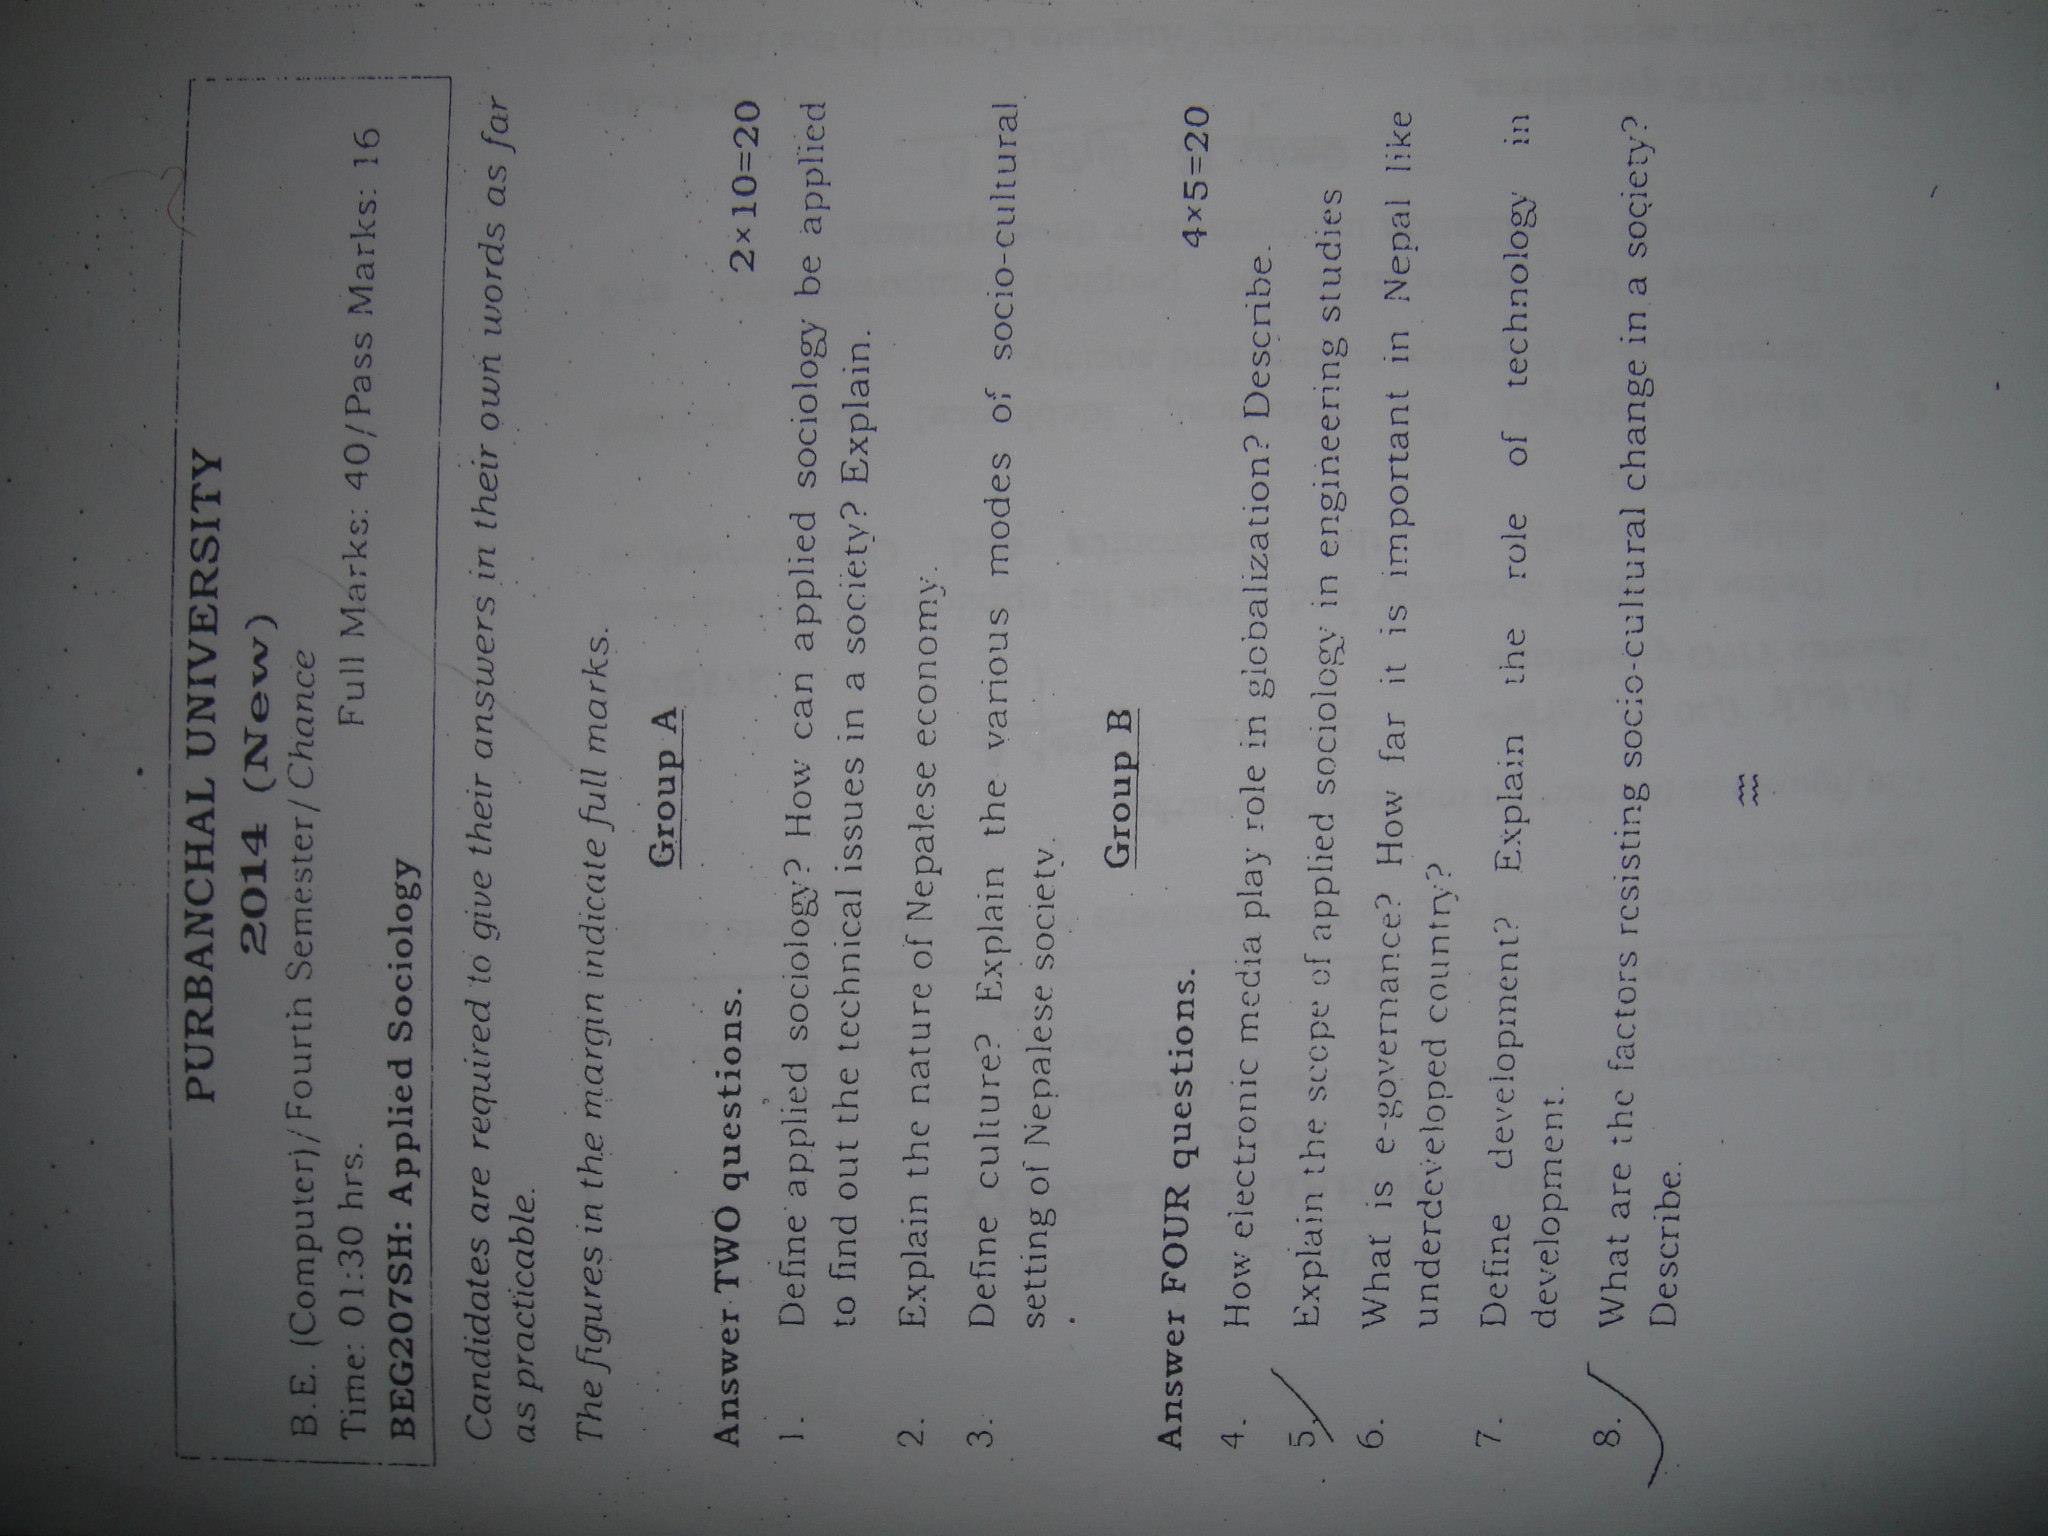 PURBANCHAL UNIVERSITY
2014 (New)
B.E. (Computer)/Fourth Semester/Chance
Time: 01:30 hrs. Full Marks: 40/Pass Marks: 16
BEG207SH: Applied Sociology
Candidates are required to give their answers in their own words as far
as practicable.
The figures in the margin indicate full marks.
Group A
Answer TWO questions. 2×10=20
1. Define applied sociology? How can applied sociology be applied
to find out the technical issues in a society? Explain.
2. Explain the nature of Nepalese economy.
3. Define culture? Explain the various modes of socio-cultural
setting of Nepalese society.
Group B
Answer FOUR questions. 4×5=20
4. How electronic media play role in globalization? Describe.
5. Explain the scope of applied sociology in engineering studies
6. What is e-governance? How far it is important in Nepal like
underdeveloped country?
7. Define development? Explain the role of technology in
development.
8. What are the factors resisting socio-cultural change in a society?
Describe.